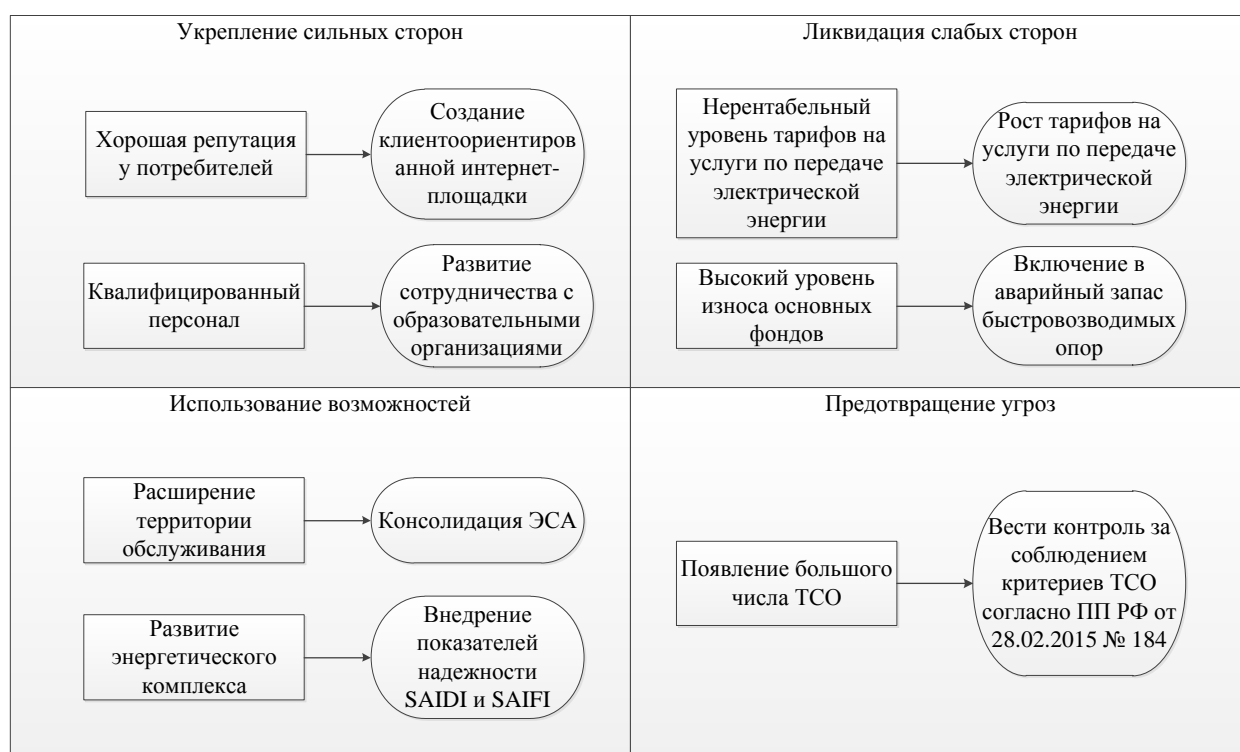 Укрепление сильных сторон
Хорошая репутация
у потребителей
Создание
клиентоориентиров
анной интернет-
площадки
Квалифицированный
персонал
Развитие
сотрудничества с
образовательными
организациями
Ликвидация слабых сторон
Нерентабельный
уровень тарифов на
услуги по передаче
электрической
энергии
Рост тарифов на
услуги по передаче
электрической
энергии
Высокий уровень
износа основных
фондов
Включение в
аварийный запас
быстровозводимых
опор
Использование возможностей
Расширение
территории
обслуживания
Консолидация ЭСА
Развитие
энергетического
комплекса
Внедрение
показателей
надежности
SAIDI и SAIFI
Предотвращение угроз
Появление большого
числа ТСО
Вести контроль за
соблюдением
критериев ТСО
согласно ПП РФ от
28.02.2015 № 184